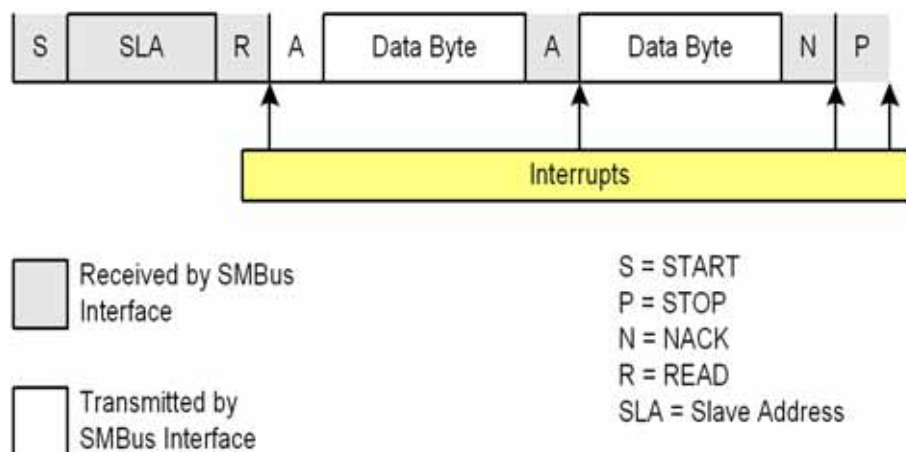 S SLA R A Data Byte A Data Byte N P
Interrupts
Received by SMBus
Interface
Transmitted by
SMBus Interface
S = START
P = STOP
N = NACK
R = READ
SLA = Slave Address